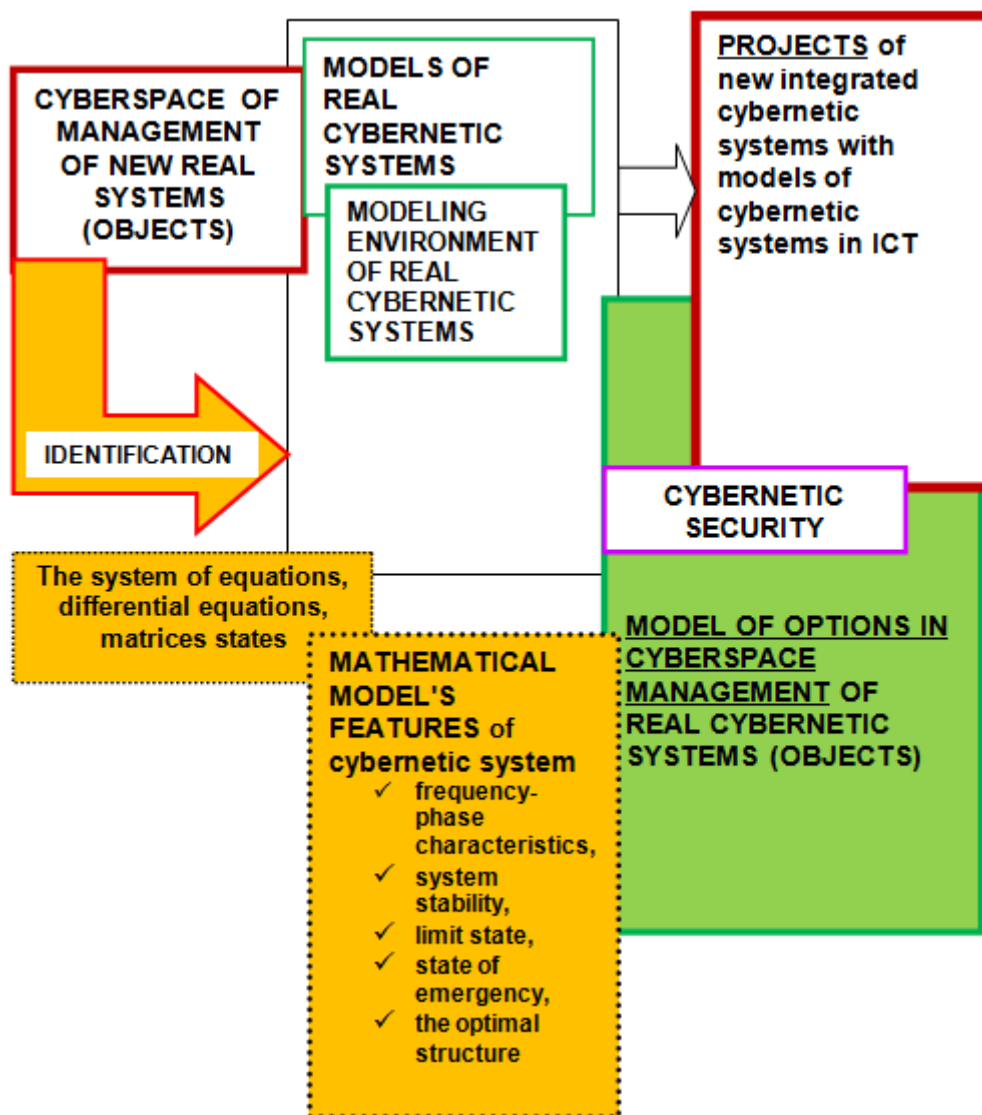 CYBERSPACE OF
MANAGEMENT
OF NEW REAL
SYSTEMS
(OBJECTS)
MODELS OF
REAL
CYBERNETIC
SYSTEMS
MODELING
ENVIRONMENT
OF REAL
CYBERNETIC
SYSTEMS
PROJECTS of
new integrated
cybernetic
systems with
models of
cybernetic
systems in ICT
IDENTIFICATION
CYBERNETIC
SECURITY
The system of equations,
differential equations,
matrices states
MODEL OF OPTIONS IN
CYBERSPACE
MANAGEMENT OF
REAL CYBERNETIC
SYSTEMS (OBJECTS)
MATHEMATICAL
MODEL'S
FEATURES of
cybernetic system
✓ frequency-
phase
characteristics,
✓ system
stability,
✓ limit state,
✓ state of
emergency,
✓ the optimal
structure